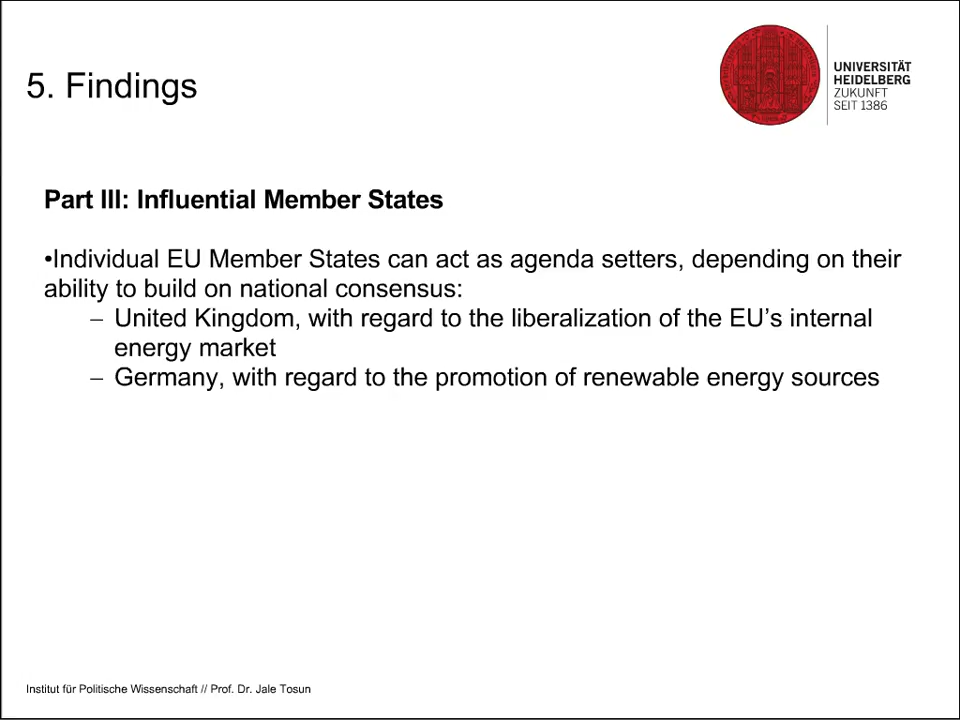 5. Findings
UNIVERSITÄT
HEIDELBERG
ZUKUNFT
SEIT 1386
Part III: Influential Member States
•Individual EU Member States can act as agenda setters, depending on their
ability to build on national consensus:
– United Kingdom, with regard to the liberalization of the EU’s internal
energy market
– Germany, with regard to the promotion of renewable energy sources
Institut für Politische Wissenschaft // Prof. Dr. Jale Tosun